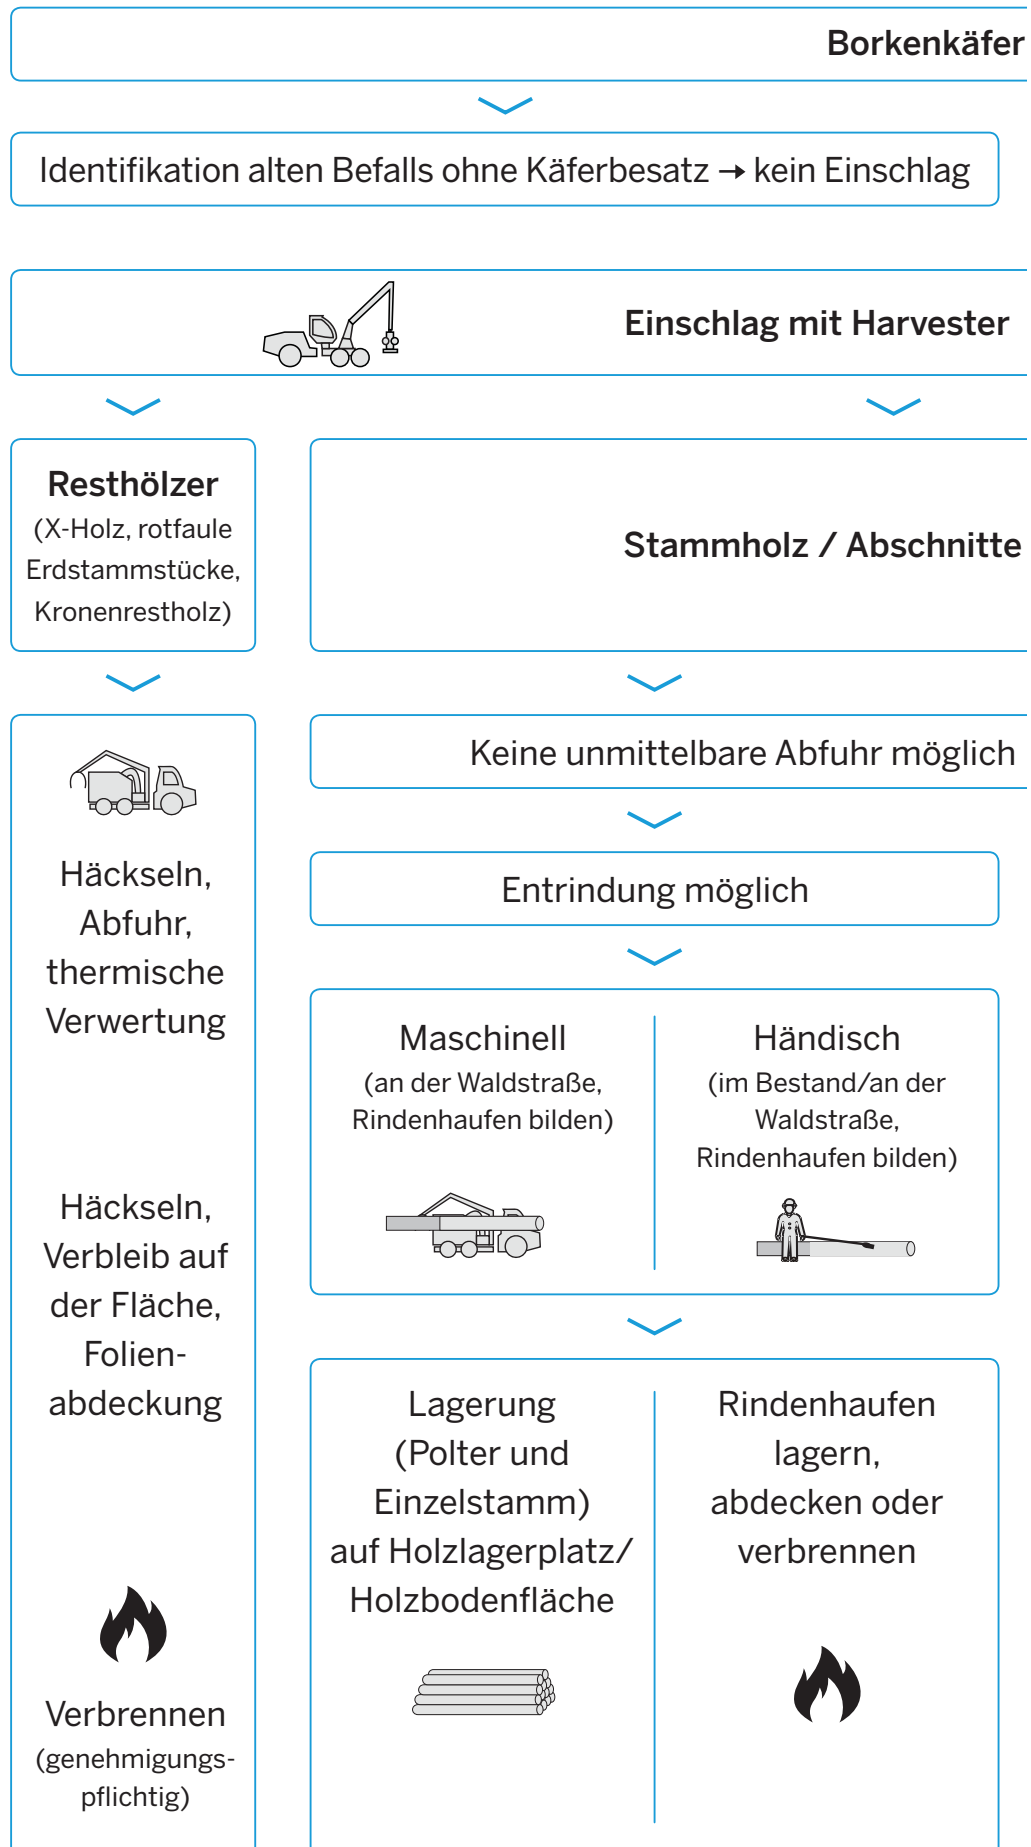 Borkenkäfer
Identifikation alten Befalls ohne Käferbesatz → kein Einschlag
Einschlag mit Harvester
Resthölzer
(X-Holz, rotfaule
Erdstammstücke,
Kronenrestholz)
Stammholz / Abschnitte
Häckseln,
Abfuhr,
thermische
Verwertung
Häckseln,
Verbleib auf
der Fläche,
Folien-
abdeckung
Verbrennen
(genehmigungs-
pflichtig)
Keine unmittelbare Abfuhr möglich
Entrindung möglich
Maschinell
(an der Waldstraße,
Rindenhaufen bilden)
Händisch
(im Bestand/an der
Waldstraße,
Rindenhaufen bilden)
Lagerung
(Polter und
Einzelstamm)
auf Holzlagerplatz/
Holzbodenfläche
Rindenhaufen
lagern,
abdecken oder
verbrennen